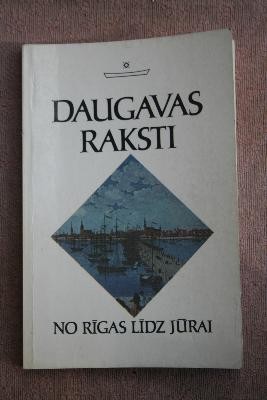 DAUGAVAS
RAKSTI
NO RĪGAS LĪDZ JŪRAI